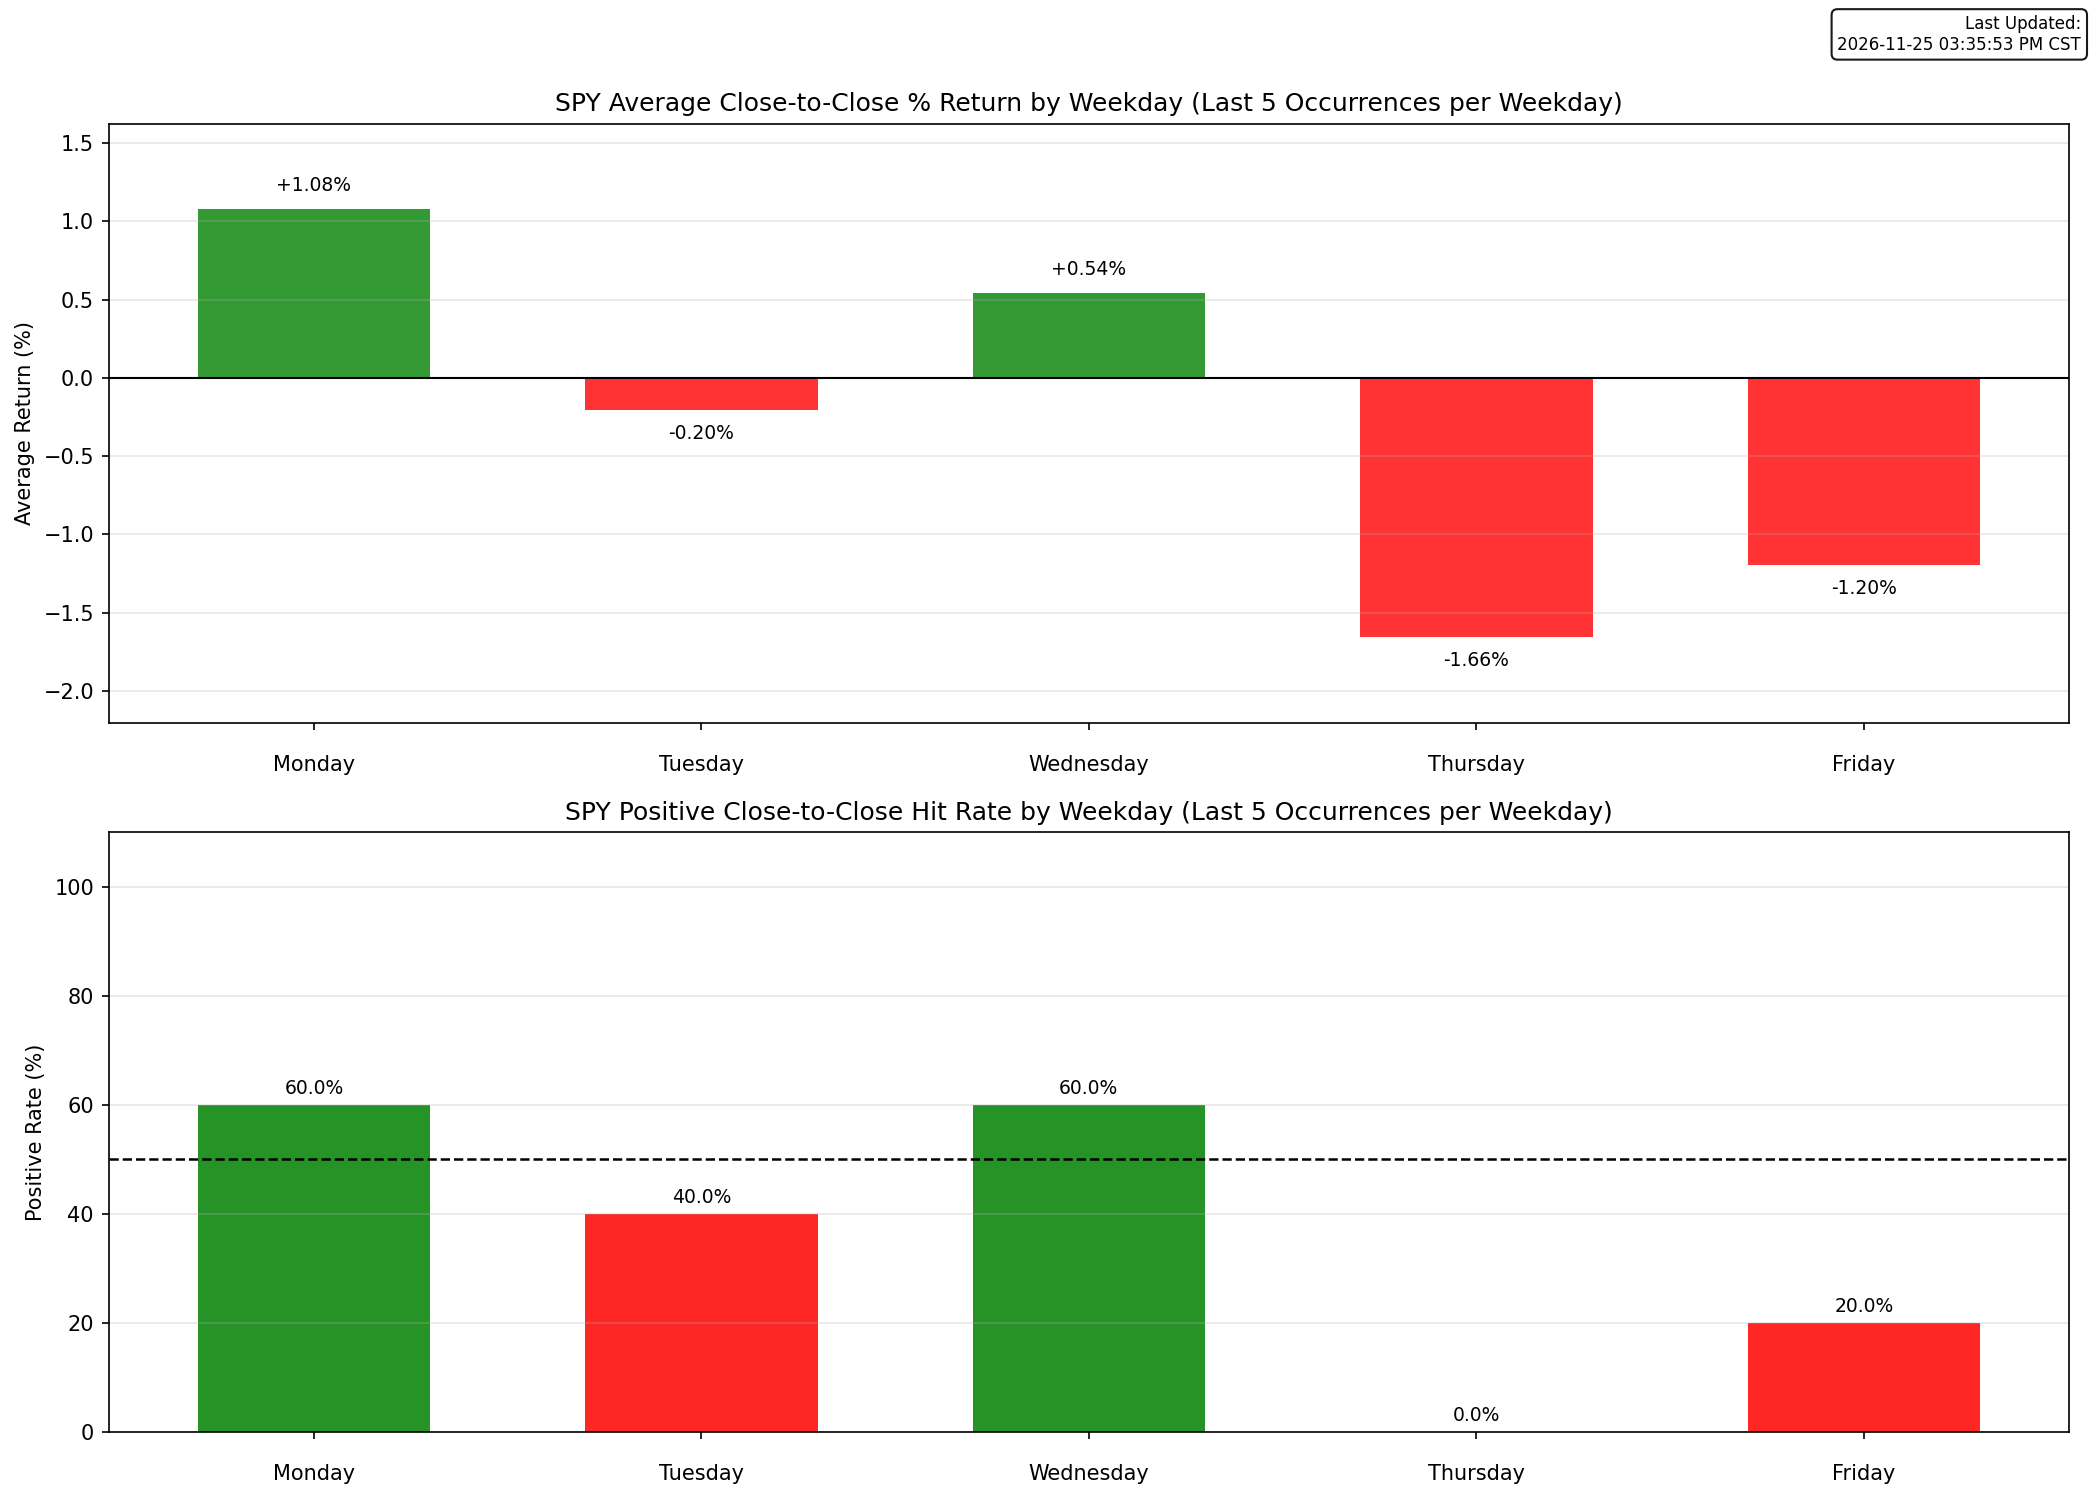 Last Updated:
2026-11-25 03:35:53 PM CST
SPY Average Close-to-Close % Return by Weekday (Last 5 Occurrences per Weekday)
Average Return (%)
1.5
1.0
0.5
0.0
−0.5
−1.0
−1.5
−2.0
+1.08%
-0.20%
+0.54%
-1.66%
-1.20%
Monday
Tuesday
Wednesday
Thursday
Friday
SPY Positive Close-to-Close Hit Rate by Weekday (Last 5 Occurrences per Weekday)
Positive Rate (%)
100
80
60
40
20
0
60.0%
40.0%
60.0%
0.0%
20.0%
Monday
Tuesday
Wednesday
Thursday
Friday